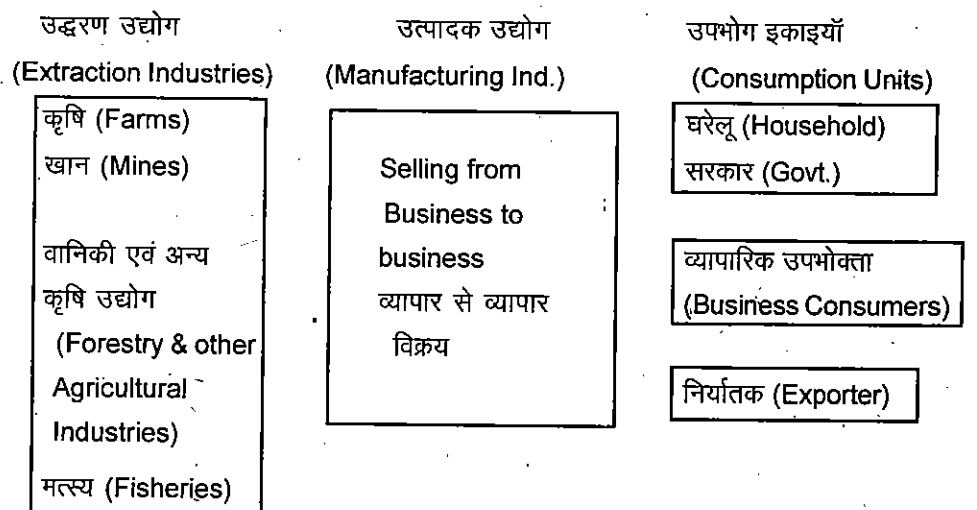 उद्धरण उद्योग
(Extraction Industries)
कृषि (Farms)
खान (Mines)
वानिकी एवं अन्य
कृषि उद्योग
(Forestry & other
Agricultural
Industries)
मत्स्य (Fisheries)
उत्पादक उद्योग
(Manufacturing Ind.)
Selling from
Business to
business
व्यापार से व्यापार
विक्रय
उपभोग इकाइयॉ
(Consumption Units)
घरेलू (Household)
सरकार (Govt.)
व्यापारिक उपभोक्ता
(Business Consumers)
निर्यातक (Exporter)